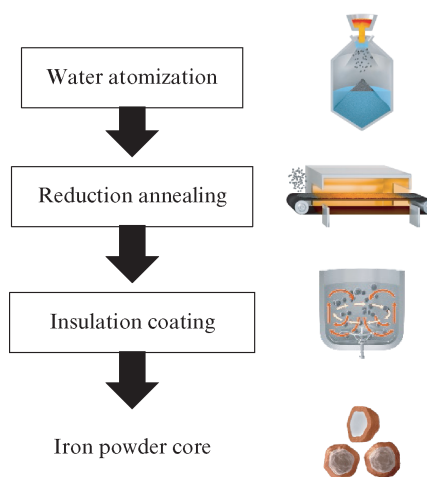 Water atomization
Reduction annealing
Insulation coating
Iron powder core